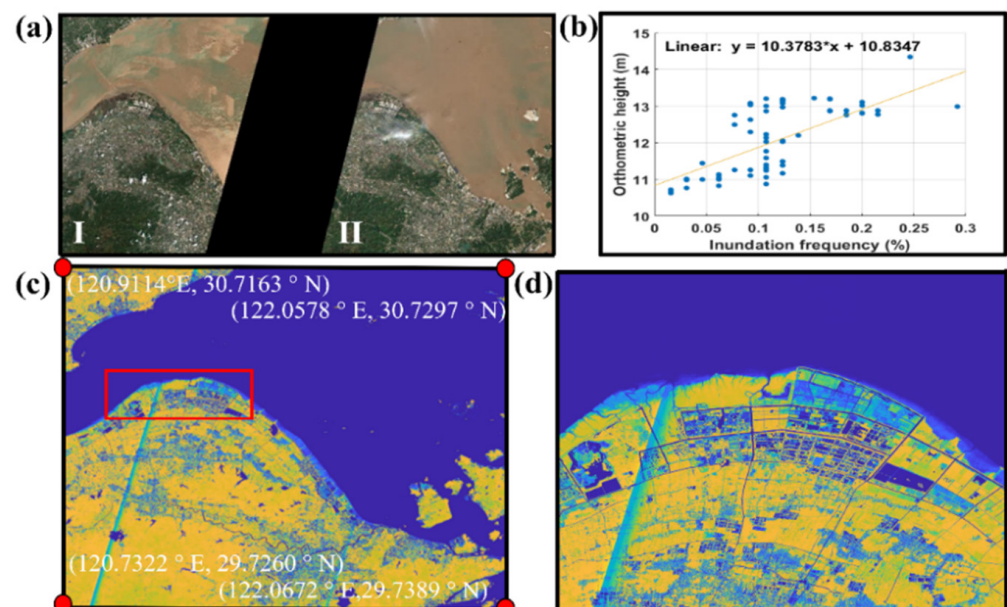 (a)
I
II
(b)
Linear: y = 10.3783*x + 10.8347
Orthometric height (m)
15
14
13
12
11
10
0
0.05
0.1
0.15
0.2
0.25
0.3
Inundation frequency (%)
(c)
(120.9114°E, 30.7163 ° N)
(122.0578 ° E, 30.7297 ° N)
(120.7322 ° E, 29.7260 ° N)
(122.0672 ° E,29.7389 ° N)
(d)